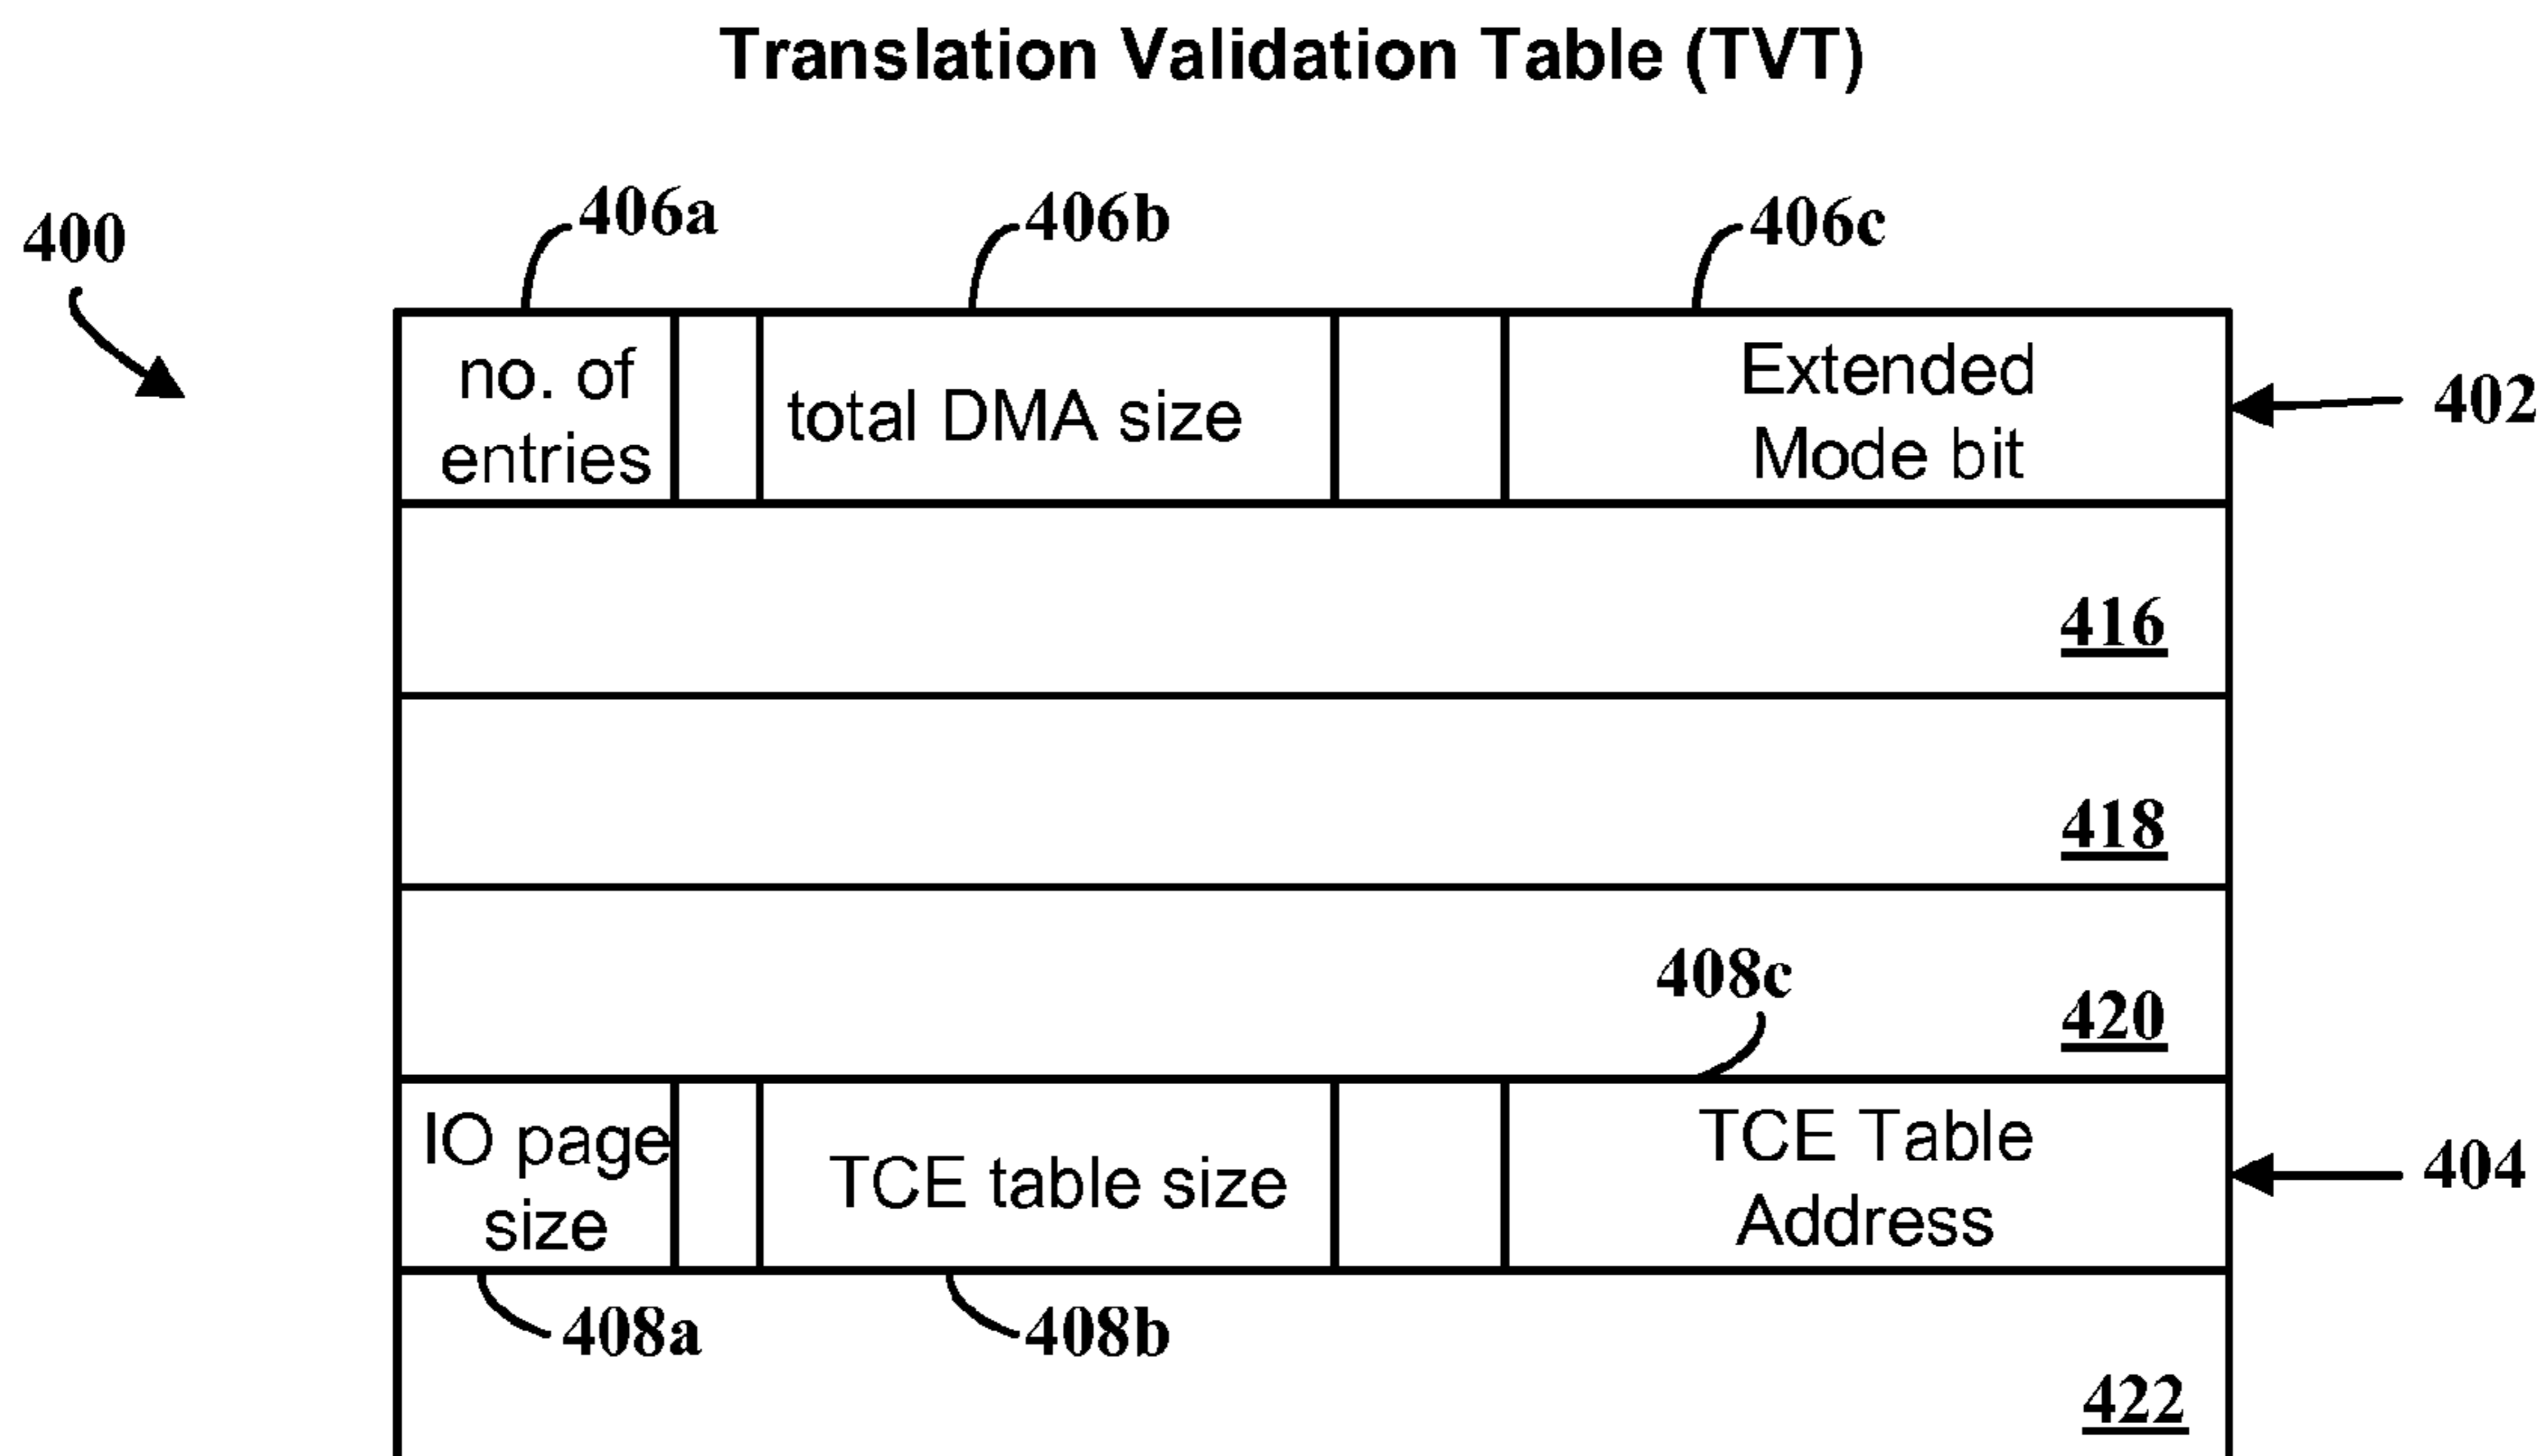 Translation Validation Table (TVT)
400
406a
406b
406c
no. of
entries
total DMA size
Extended
Mode bit
402
416
418
408c
420
IO page
size
TCE table size
TCE Table
Address
404
408a
408b
422